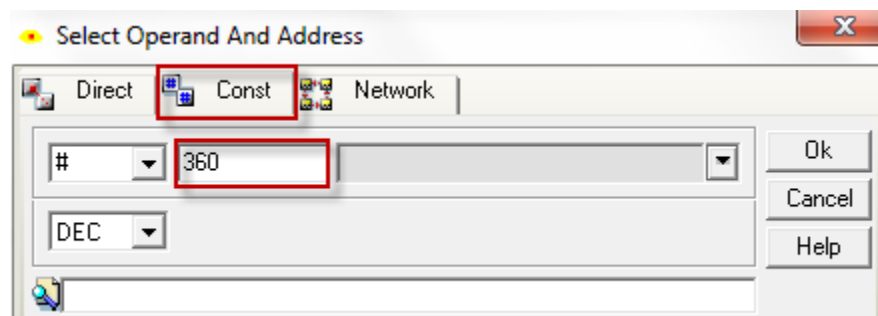 Select Operand And Address
Direct Const Network
# 360 Ok
Cancel
DEC
Help